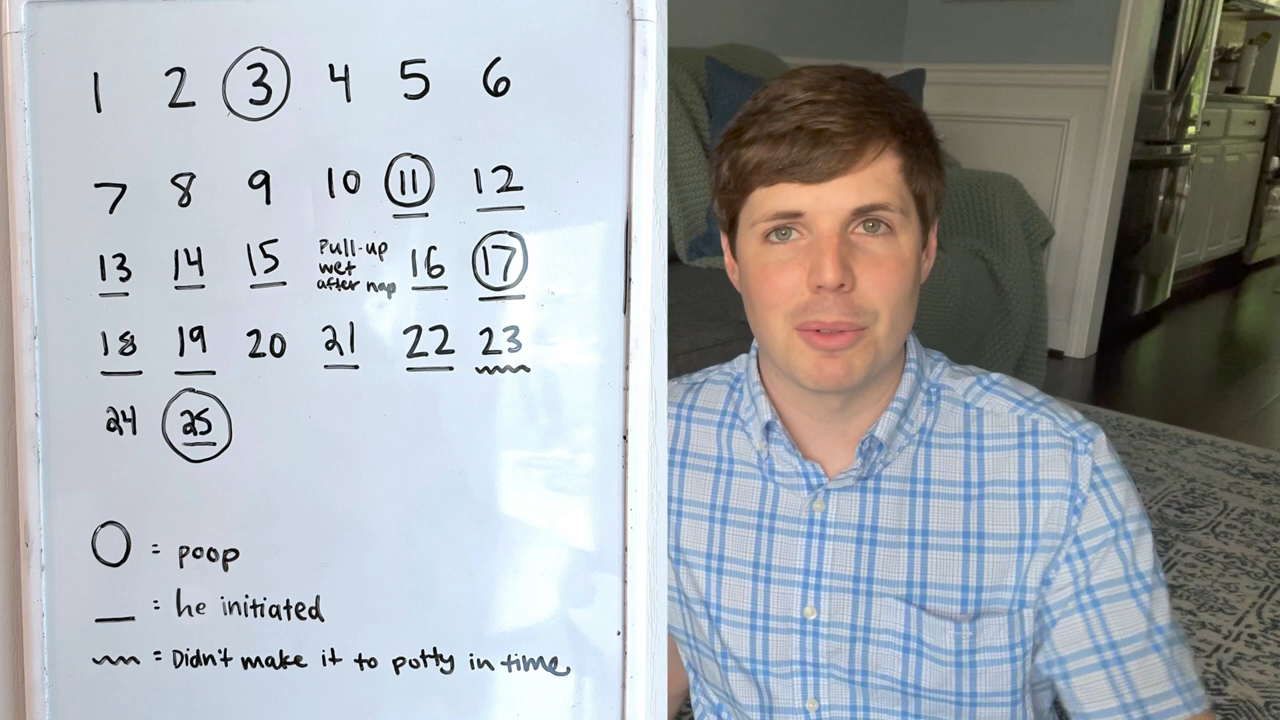 1 2 3 4 5 6
7 8 9 10 11 12
13 14 15 Pull-up wet after nap 16 17
18 19 20 21 22 23
24 25
= poop
= he initiated
= Didn't make it to potty in time